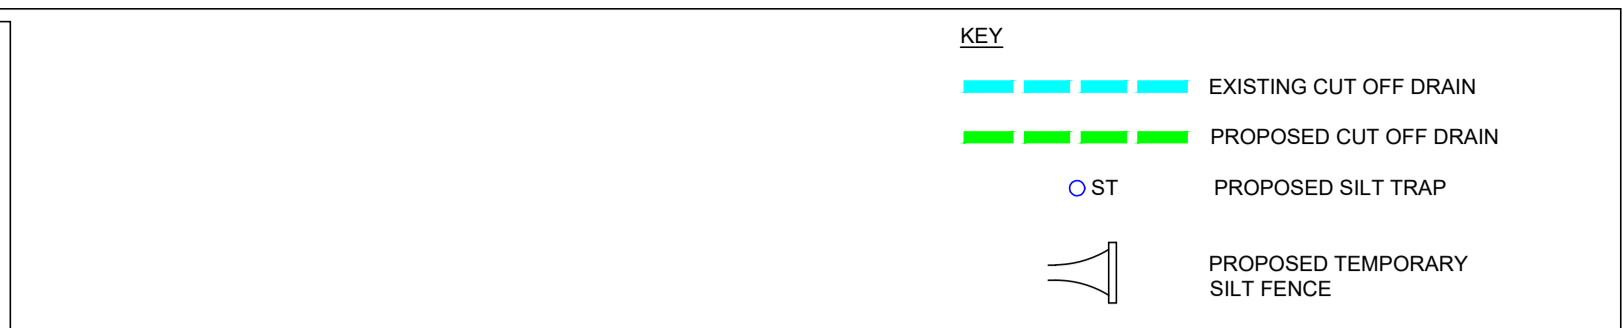 KEY
EXISTING CUT OFF DRAIN
PROPOSED CUT OFF DRAIN
ST PROPOSED SILT TRAP
PROPOSED TEMPORARY
SILT FENCE